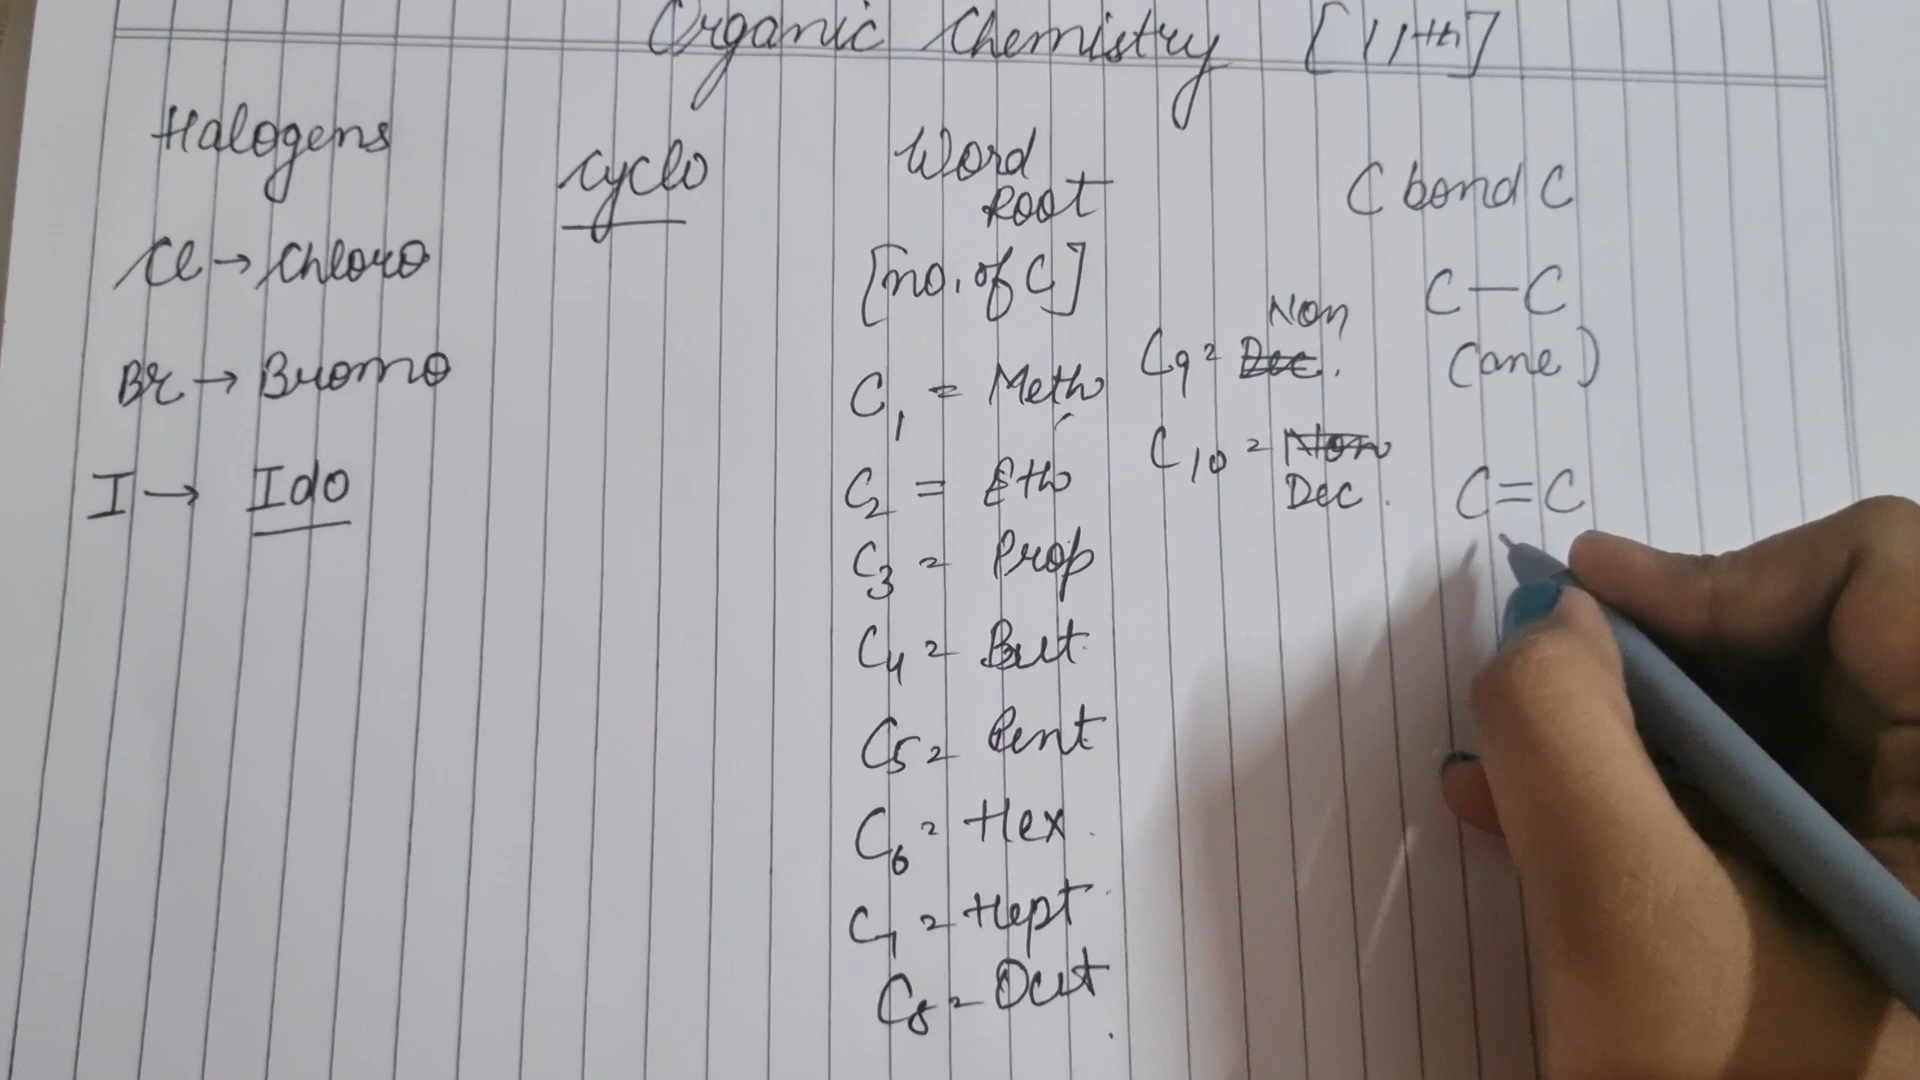 Organic Chemistry [11th]
Halogens
Cl → Chloro
Br → Bromo
I → Ido
Cyclo
Word
Root
[no. of C]
C1 = Meth
C2 = Eth
C3 = Prop
C4 = But
C5 = Pent
C6 = Hex
C7 = Hept
C8 = Oct
Non
C9 = Dec.
C10 = Non
Dec.
C bond C
C-C
(ane)
C=C